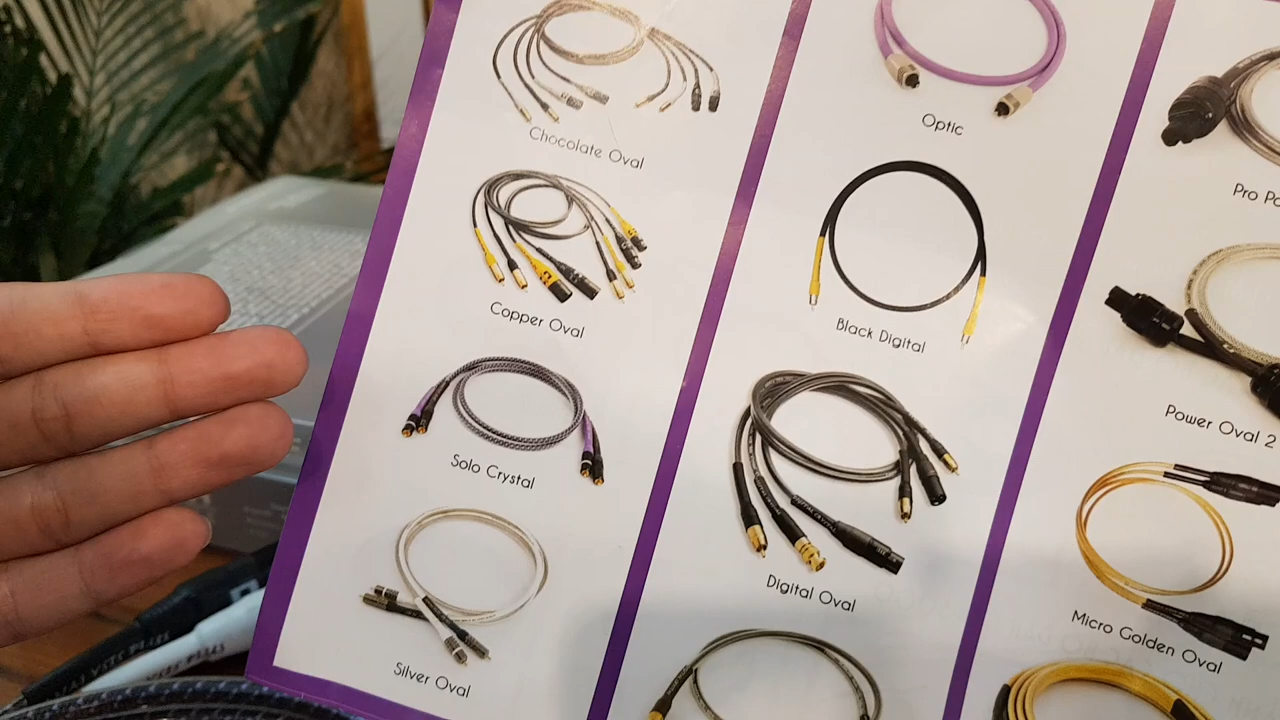 Chocolate Oval
Copper Oval
Solo Crystal
Silver Oval
Optic
Black Digital
Digital Oval
Pro
Power Oval 2
Micro Golden Oval